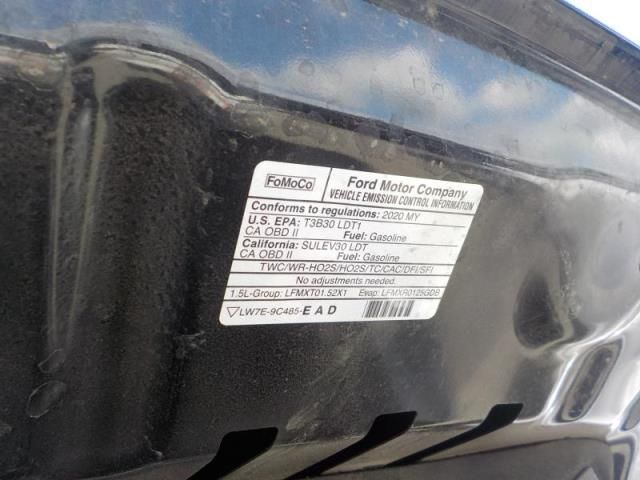 FoMoCo
Ford Motor Company
VEHICLE EMISSION CONTROL INFORMATION
Conforms to regulations: 2020 MY
U.S. EPA: T3B30 LDT1
CA OBD II Fuel: Gasoline
California: SULEV30 LDT
CA OBD II Fuel: Gasoline
TWC/WR-HO2S/HO2S/TC/CAC/DFI/SFI
No adjustments needed.
1.5L-Group: LFMXT01.52X1 Evap: LFMXR0125GDB
LW7E-9C485-E A D